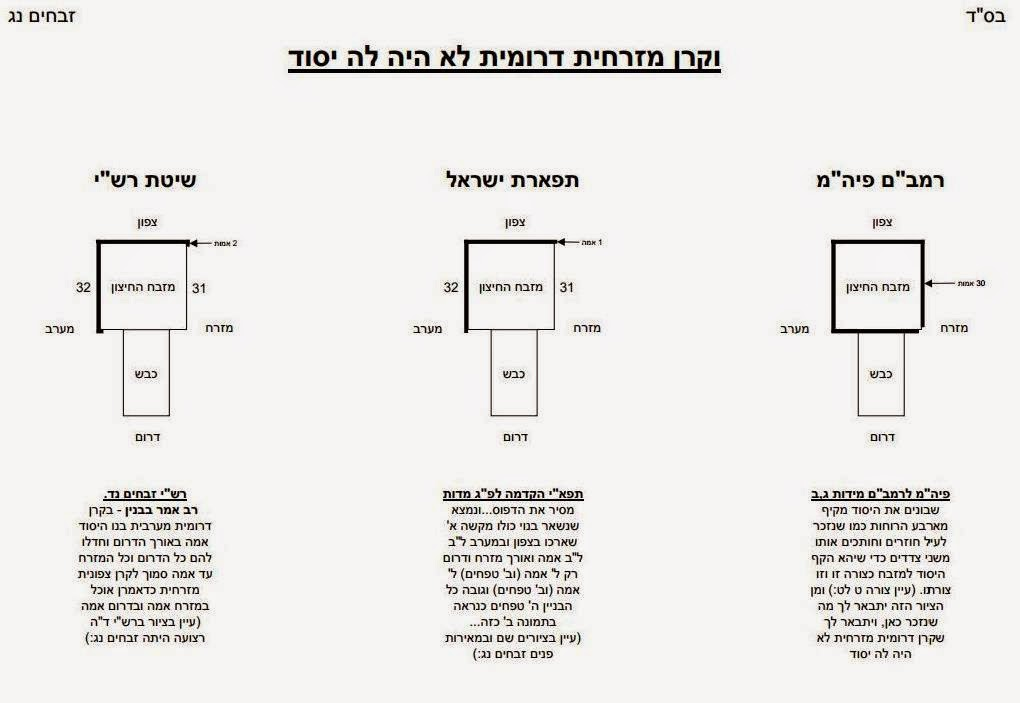 בס"ד
זבחים נג
וקרן מזרחית דרומית לא היה לה יסוד
רמב"ם פיה"מ
צפון
מזבח החיצון
30 אמות
מערב
מזרח
כבש
דרום
פיה"מ לרמב"ם מידות ג,ב
שבונים את היסוד מקיף
מארבע הרוחות כמו שנזכר
לעיל חוזרים וחותכים אותו
משני צדדים כדי שיהא הקף
היסוד למזבח כצורה זו וזו
צורתו. (עיין צורה ט לט:) ומן
הציור הזה יתבאר לך מה
שנזכר כאן, ויתבאר לך
שקרן דרומית מזרחית לא
היה לה יסוד
תפארת ישראל
צפון
1 אמה
32
מזבח החיצון
31
מערב
מזרח
כבש
דרום
תפא"י הקדמה לפ"ג מדות
מסיר את הדפוס...ונמצא
שנשאר בנוי כולו מקשה א'
שארכו בצפון ובמערב ל"ב
ל"ב אמה ואורך מזרח ודרום
רק ל' אמה (וב' טפחים) ל'
אמה (וב' טפחים) וגובה כל
הבניין ה' טפחים כנראה
בתמונה ב' כזה...
(עיין בציורים שם ובמאירות
פנים זבחים נג:)
שיטת רש"י
צפון
2 אמות
32
מזבח החיצון
31
מערב
מזרח
כבש
דרום
רש"י זבחים נד.
רב אמר בבנין - בקרן
דרומית מערבית בנו היסוד
אמה באורך הדרום וחדלו
להם כל הדרום וכל המזרח
עד אמה סמוך לקרן צפונית
מזרחית כדאמרן אוכל
במזרח אמה ובדרום אמה
(עיין בציור וברש"י ד"ה
רצועה היתה זבחים נג:)